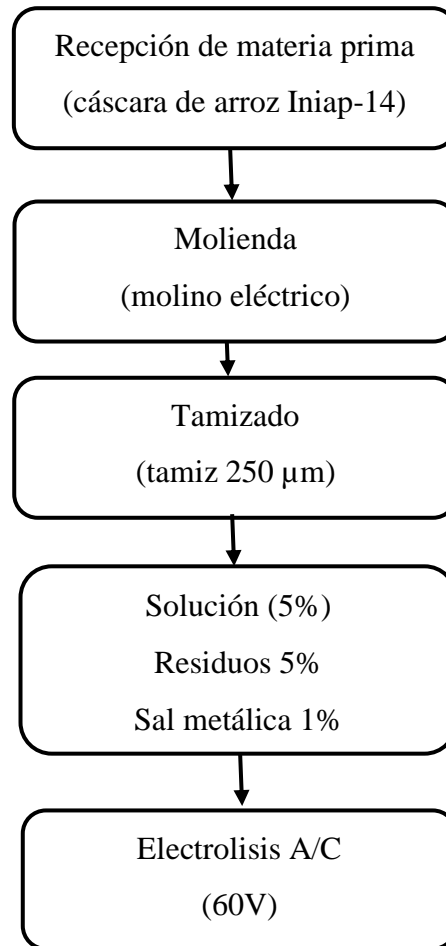 Recepción de materia prima
(cáscara de arroz Iniap-14)
Molienda
(molino eléctrico)
Tamizado
(tamiz 250 µm)
Solución (5%)
Residuos 5%
Sal metálica 1%
Electrolisis A/C
(60V)